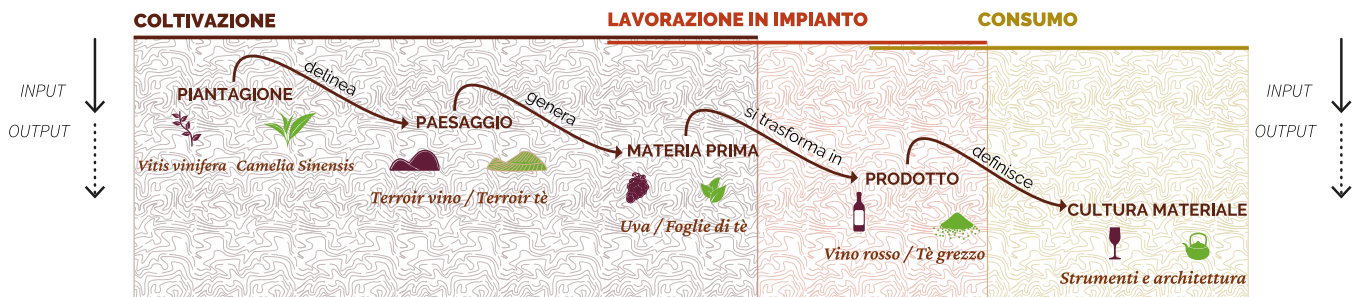 COLTIVAZIONE
LAVORAZIONE IN IMPIANTO
CONSUMO
INPUT
OUTPUT
PIANTAGIONE
delinea
Vitis vinifera Camelia Sinensis
PAESAGGIO
genera
Terroir vino / Terroir tè
MATERIA PRIMA
si trasforma in
Uva / Foglie di tè
PRODOTTO
definisce
Vino rosso / Tè grezzo
CULTURA MATERIALE
Strumenti e architettura
INPUT
OUTPUT